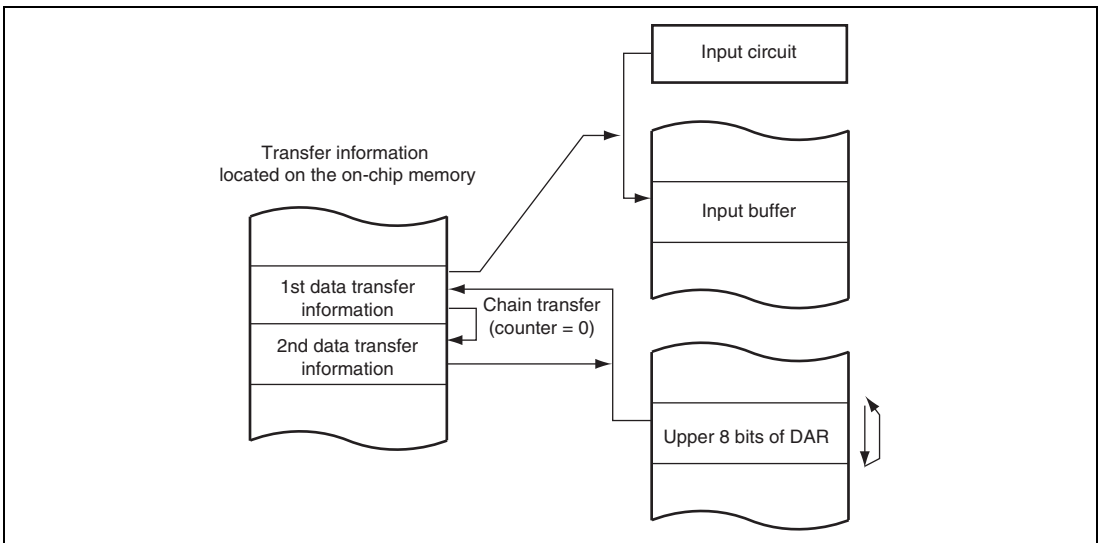 Input circuit
Transfer information
located on the on-chip memory
Input buffer
1st data transfer
information
Chain transfer
(counter = 0)
2nd data transfer
information
Upper 8 bits of DAR